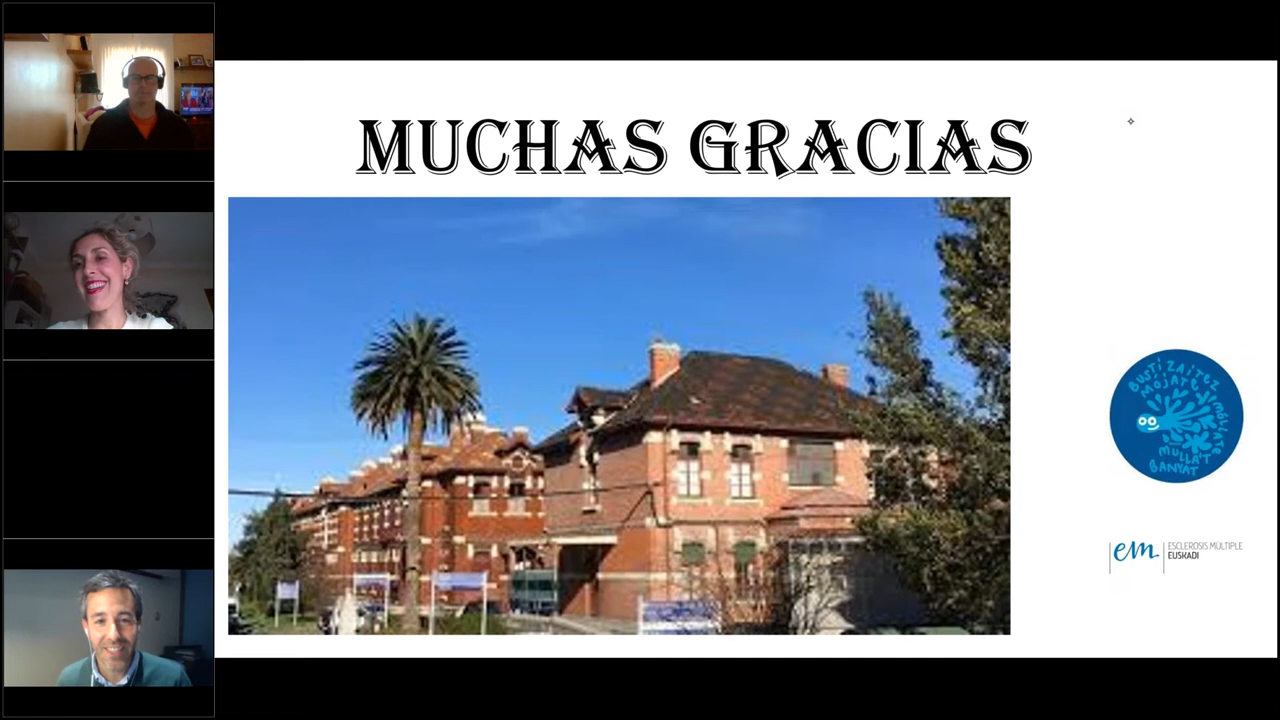 MUCHAS GRACIAS
BUSTI ZAITEZ
MÓJATE
MULLA'T
BANYAT
em
ESCLEROSIS MÚLTIPLE
EUSKADI